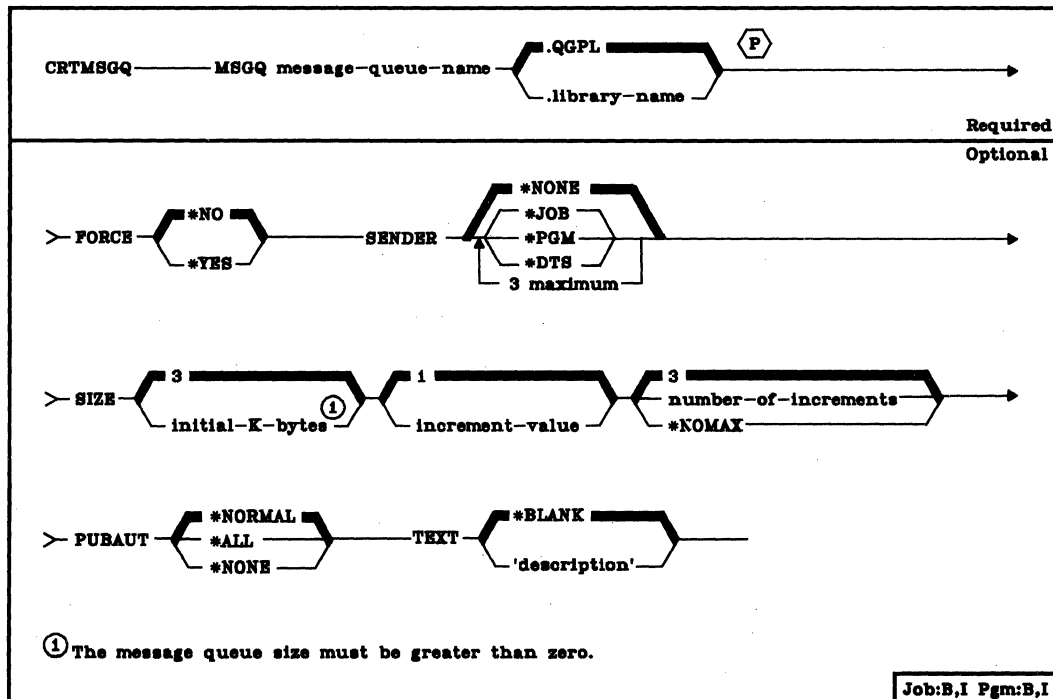 .QGPL
P
CRTMSGQ MSGQ message-queue-name
.library-name
Required
Optional
*NONE
*NO *JOB
FORCE SENDER *PGM
*YES *DTS
3 maximum
3 1 3
SIZE number-of-increments
initial-K-bytes 1 increment-value *NOMAX
*NORMAL *BLANK
PUBAUT *ALL TEXT
*NONE 'description'
1 The message queue size must be greater than zero.
Job:B,I Pgm:B,I